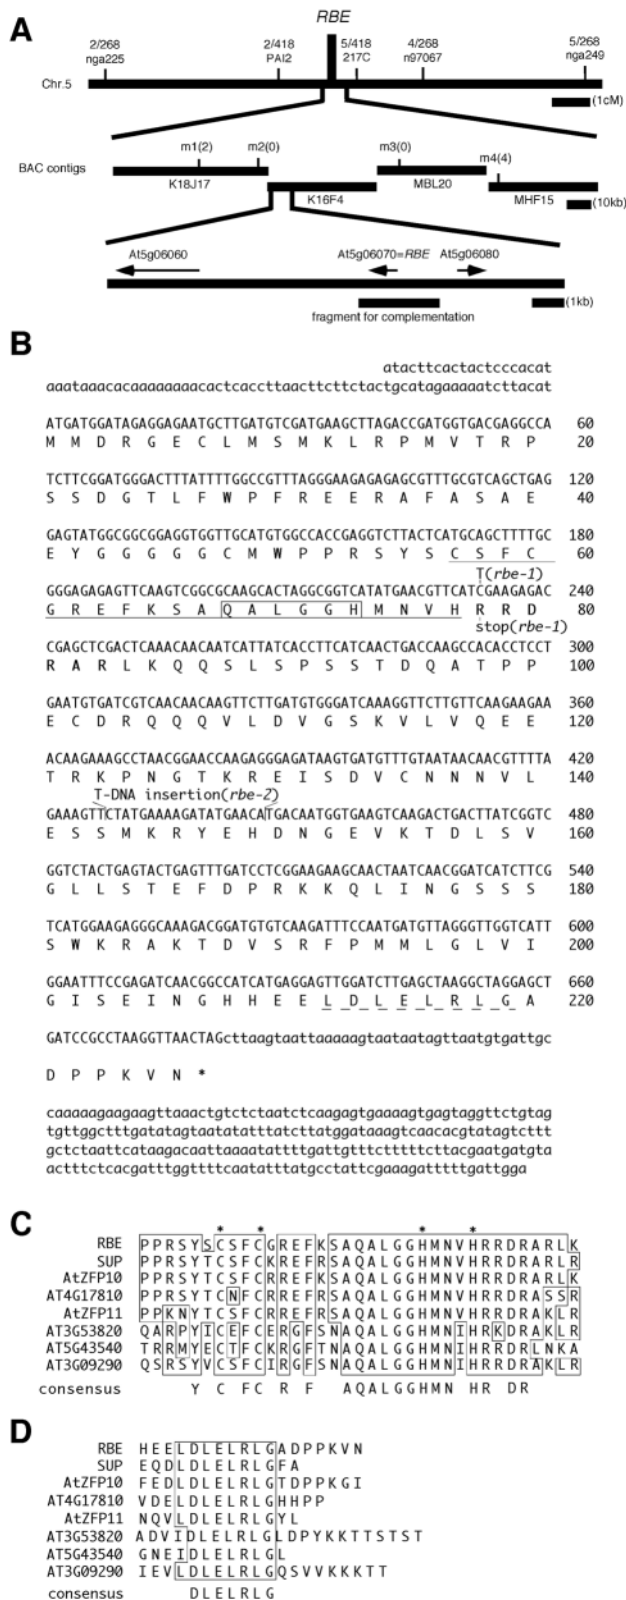 A
RBE
2/268 2/418 5/418 4/268 5/268
nga225 PAI2 217C n97067 nga249
Chr.5
(1cM)
m1(2) m2(0) m3(0) m4(4)
BAC contigs
K18J17 K16F4 MBL20 MHF15
(10kb)
At5g06060 At5g06070=RBE At5g06080
(1kb)
fragment for complementation
B
atacttcactactcccacat
aaataaacacaaaaaaaacactcaccttaacttcttctactgcatagaaaaatcttacat
ATGATGGATAGAGGAGAATGCTTGATGTCGATGAAGCTTAGACCGATGGTGACGAGGCCA 60
M M D R G E C L M S M K L R P M V T R P 20
TCTTCGGATGGGACTTTATTTTGGCCGTTTAGGGAAGAGAGAGCGTTTGCGTCAGCTGAG 120
S S D G T L F W P F R E E R A F A S A E 40
GAGTATGGCGGCGGAGGTGGTTGCATGTGGCCACCGAGGTCTTACTCATGCAGCTTTTGC 180
E Y G G G G G C M W P P R S Y S C S F C 60
T(rbe-1)
GGGAGAGAGTTCAAGTCGGCGCAAGCACTAGGCGGTCATATGAACGTTCATCGAAGAGAC 240
G R E F K S A Q A L G G H M N V H R R D 80
stop(rbe-1)
CGAGCTCGACTCAAACAACAATCATTATCACCTTCATCAACTGACCAAGCCACACCTCCT 300
R A R L K Q Q S L S P S S T D Q A T P P 100
GAATGTGATCGTCAACAACAAGTTCTTGATGTGGGATCAAAGGTTCTTGTTCAAGAAGAA 360
E C D R Q Q Q V L D V G S K V L V Q E E 120
ACAAGAAAGCCTAACGGAACCAAGAGGGAGATAAGTGATGTTTGTAATAACAACGTTTTA 420
T R K P N G T K R E I S D V C N N N V L 140
T-DNA insertion(rbe-2)
GAAAGTTCTATGAAAAGATATGAACATGACAATGGTGAAGTCAAGACTGACTTATCGGTC 480
E S S M K R Y E H D N G E V K T D L S V 160
GGTCTACTGAGTACTGAGTTTGATCCTCGGAAGAAGCAACTAATCAACGGATCATCTTCG 540
G L L S T E F D P R K K Q L I N G S S S 180
TCATGGAAGAGGGCAAAGACGGATGTGTCAAGATTTCCAATGATGTTAGGGTTGGTCATT 600
S W K R A K T D V S R F P M M L G L V I 200
GGAATTTCCGAGATCAACGGCCATCATGAGGAGTTGGATCTTGAGCTAAGGCTAGGAGCT 660
G I S E I N G H H E E L D L E L R L G A 220
GATCCGCCTAAGGTTAACTAGcttaagtaattaaaaagtaataatagttaatgtgattgc
D P P K V N *
caaaaagaagaagttaaactgtctctaatctcaagagtgaaaagtgagtaggttctgtag
tgttggctttgatatagtaatatatttatcttatggataaagtcaacacgtatagtcttt
gctctaattcataagacaattaaaatattttgattgtttctttttcttacgaatgatgta
actttctcacgatttggttttcaatatttatgcctattcgaaagatttttgattgga
C
* * * *
RBE PPRSYSCSFCGREFKSAQALGGHMNVHRRDRARLK
SUP PPRSYTCSFCKREFRSAQALGGHMNVHRRDRARLR
AtZFP10 PPRSYTCSFCRREFRSAQALGGHMNVHRRDRARLK
AT4G17810 PPRSYTCNFCRREFRSAQALGGHMNVHRRDRASSR
AtZFP11 PPKNYTCSFCRREFRSAQALGGHMNVHRRDRAKLR
AT3G53820 QARPYICEFCERGFSNAQALGGHMNIHRKDRAKLR
AT5G43540 TRRMYECTFCKRGFTNAQALGGHMNIHRRDRLNKA
AT3G09290 QSRSYVCSFCIRGFSNAQALGGHMNIHRRDRAKLR
consensus Y C FC R F AQALGGHMN HR DR
D
RBE HEELDLELRLGADPPKVN
SUP EQDLDLELRLGFA
AtZFP10 FEDLDLELRLGTDPPKGI
AT4G17810 VDELDLELRLGHHPP
AtZFP11 NQVLDLELRLGYL
AT3G53820 ADVIDLELRLGLDPYKKTTSTST
AT5G43540 GNEIDLELRLGL
AT3G09290 IEVLDLELRLGQSVVKKKTT
consensus DLELRLG